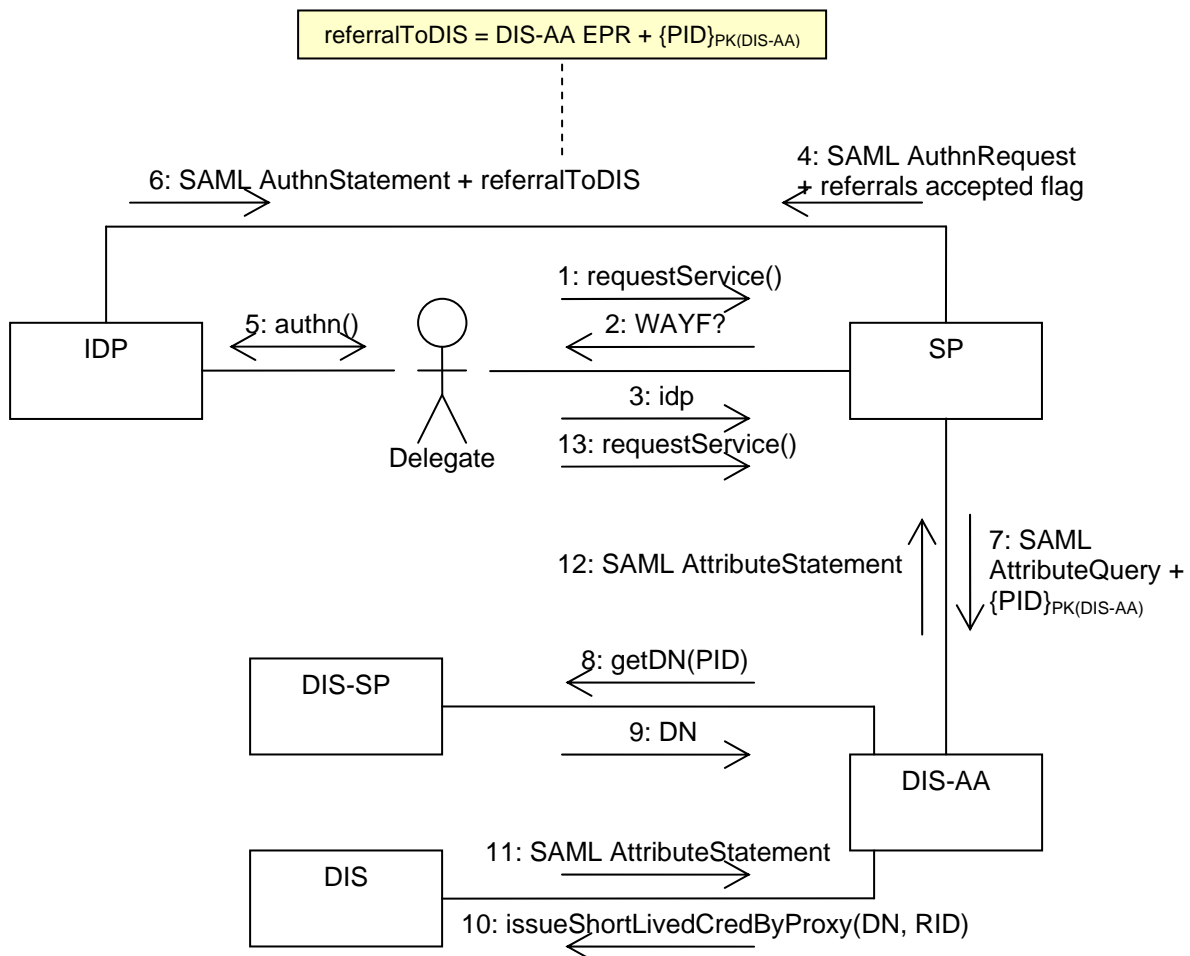 referralToDIS = DIS-AA EPR + {PID}PK(DIS-AA)
4: SAML AuthnRequest
+ referrals accepted flag
6: SAML AuthnStatement + referralToDIS
1: requestService()
5: authn()
2: WAYF?
IDP
SP
3: idp
13: requestService()
Delegate
7: SAML
AttributeQuery +
{PID}PK(DIS-AA)
12: SAML AttributeStatement
8: getDN(PID)
DIS-SP
9: DN
DIS-AA
11: SAML AttributeStatement
DIS
10: issueShortLivedCredByProxy(DN, RID)